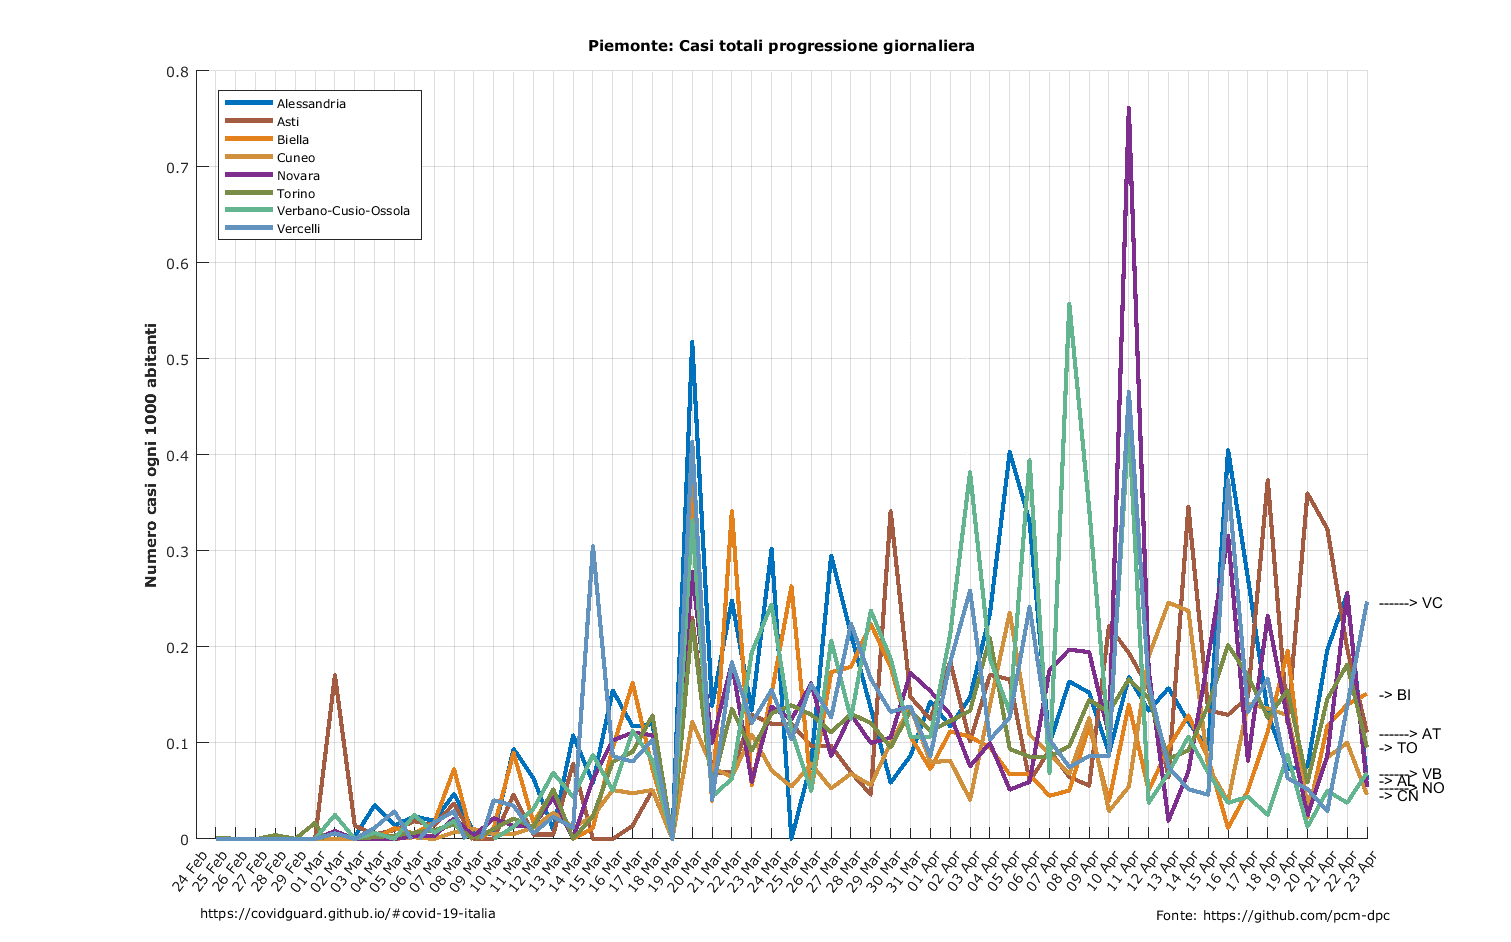 Piemonte: Casi totali progressione giornaliera
Numero casi ogni 1000 abitanti
0.8
0.7
0.6
0.5
0.4
0.3
0.2
0.1
0
Alessandria
Asti
Biella
Cuneo
Novara
Torino
Verbano-Cusio-Ossola
Vercelli
------> VC
-> BI
------> AT
-> TO
------> VB
-> AL
------> NO
-> CN
24 Feb
25 Feb
26 Feb
27 Feb
28 Feb
29 Feb
01 Mar
02 Mar
03 Mar
04 Mar
05 Mar
06 Mar
07 Mar
08 Mar
09 Mar
10 Mar
11 Mar
12 Mar
13 Mar
14 Mar
15 Mar
16 Mar
17 Mar
18 Mar
19 Mar
20 Mar
21 Mar
22 Mar
23 Mar
24 Mar
25 Mar
26 Mar
27 Mar
28 Mar
29 Mar
30 Mar
31 Mar
01 Apr
02 Apr
03 Apr
04 Apr
05 Apr
06 Apr
07 Apr
08 Apr
09 Apr
10 Apr
11 Apr
12 Apr
13 Apr
14 Apr
15 Apr
16 Apr
17 Apr
18 Apr
19 Apr
20 Apr
21 Apr
22 Apr
23 Apr
https://covidguard.github.io/#covid-19-italia
Fonte: https://github.com/pcm-dpc